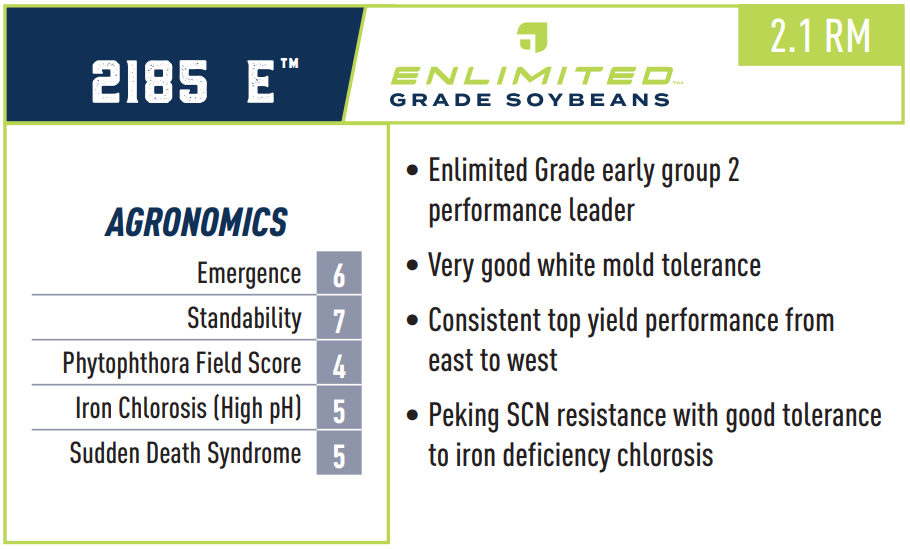 2185 E™
ENLIMITED™
GRADE SOYBEANS
2.1 RM
AGRONOMICS
Emergence 6
Standability 7
Phytophthora Field Score 4
Iron Chlorosis (High pH) 5
Sudden Death Syndrome 5
• Enlimited Grade early group 2
performance leader
• Very good white mold tolerance
• Consistent top yield performance from
east to west
• Peking SCN resistance with good tolerance
to iron deficiency chlorosis